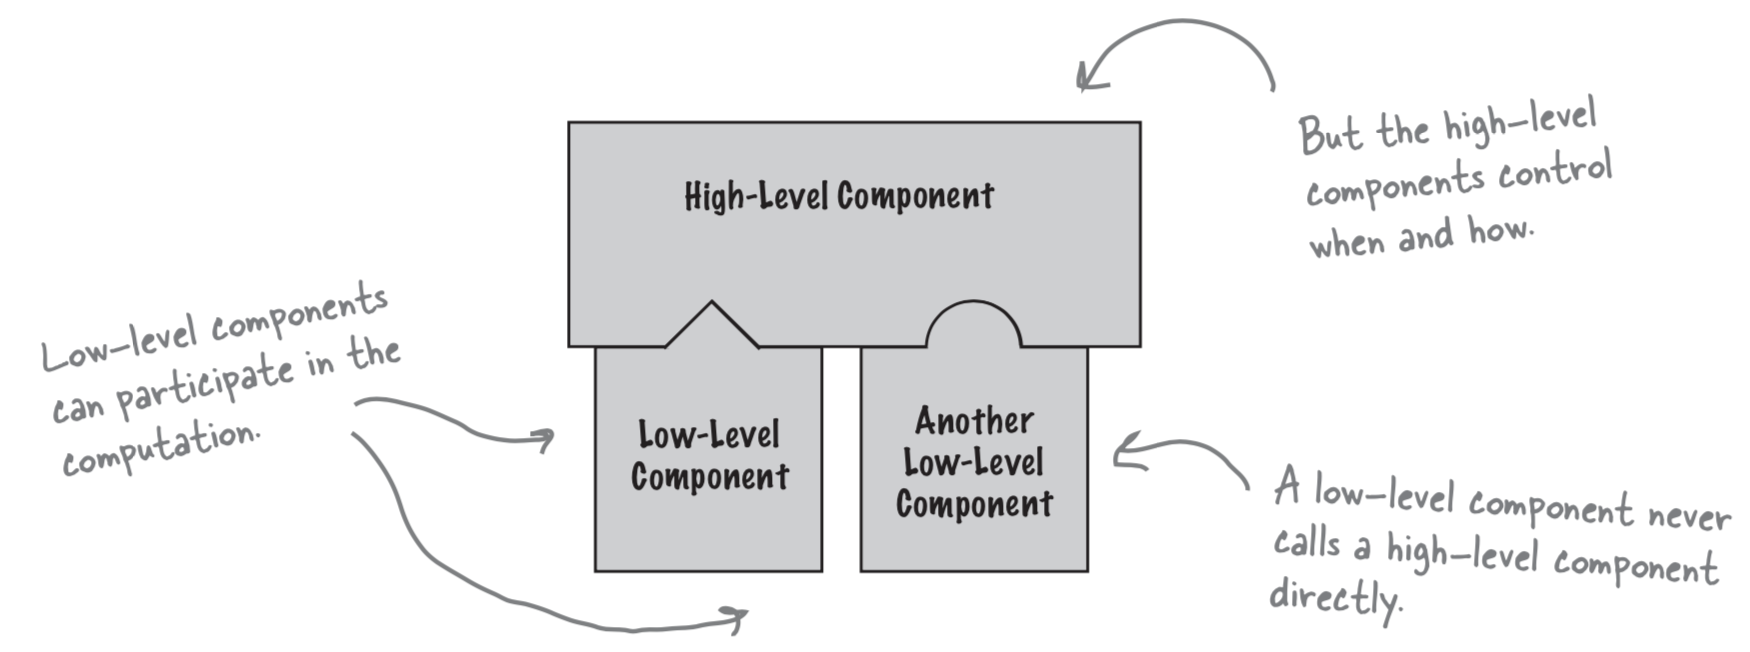 But the high-level
components control
when and how.
High-Level Component
Low-level components
can participate in the
computation.
Low-Level
Component
Another
Low-Level
Component
A low-level component never
calls a high-level component
directly.